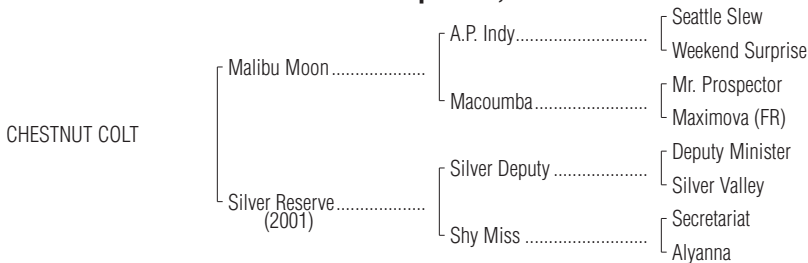 Seattle Slew
A.P. Indy..............................
Weekend Surprise
Malibu Moon ....................
Mr. Prospector
Macoumba..........................
Maximova (FR)
CHESTNUT COLT
Deputy Minister
Silver Deputy .....................
Silver Valley
Silver Reserve...................
(2001)
Secretariat
Shy Miss ...........................
Alyanna